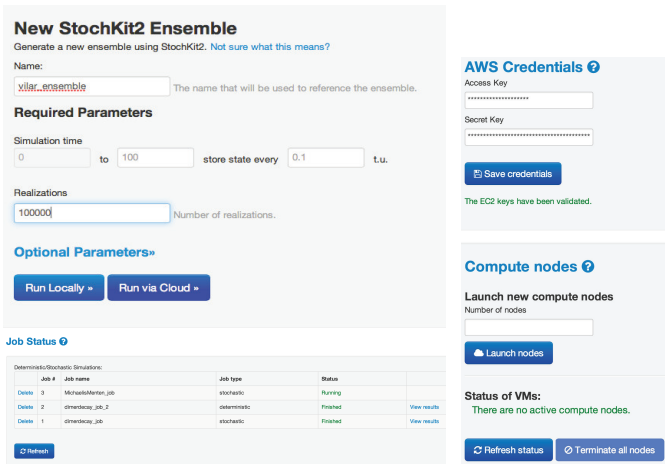 New StochKit2 Ensemble
Generate a new ensemble using StochKit2. Not sure what this means?
Name:
vilar_ensemble The name that will be used to reference the ensemble.
Required Parameters
Simulation time
0 to 100 store state every 0.1 t.u.
Realizations
100000 Number of realizations.
Optional Parameters»
Run Locally » Run via Cloud »
Job Status ?
Deterministic/Stochastic Simulations:
Job # Job name Job type Status
Delete 3 MichaelisMenten_job stochastic Running
Delete 2 dimerdecay_job_2 deterministic Finished View results
Delete 1 dimerdecay_job stochastic Finished View results
Refresh
AWS Credentials ?
Access Key
********************
Secret Key
****************************************
Save credentials
The EC2 keys have been validated.
Compute nodes ?
Launch new compute nodes
Number of nodes
Launch nodes
Status of VMs:
There are no active compute nodes.
Refresh status Terminate all nodes